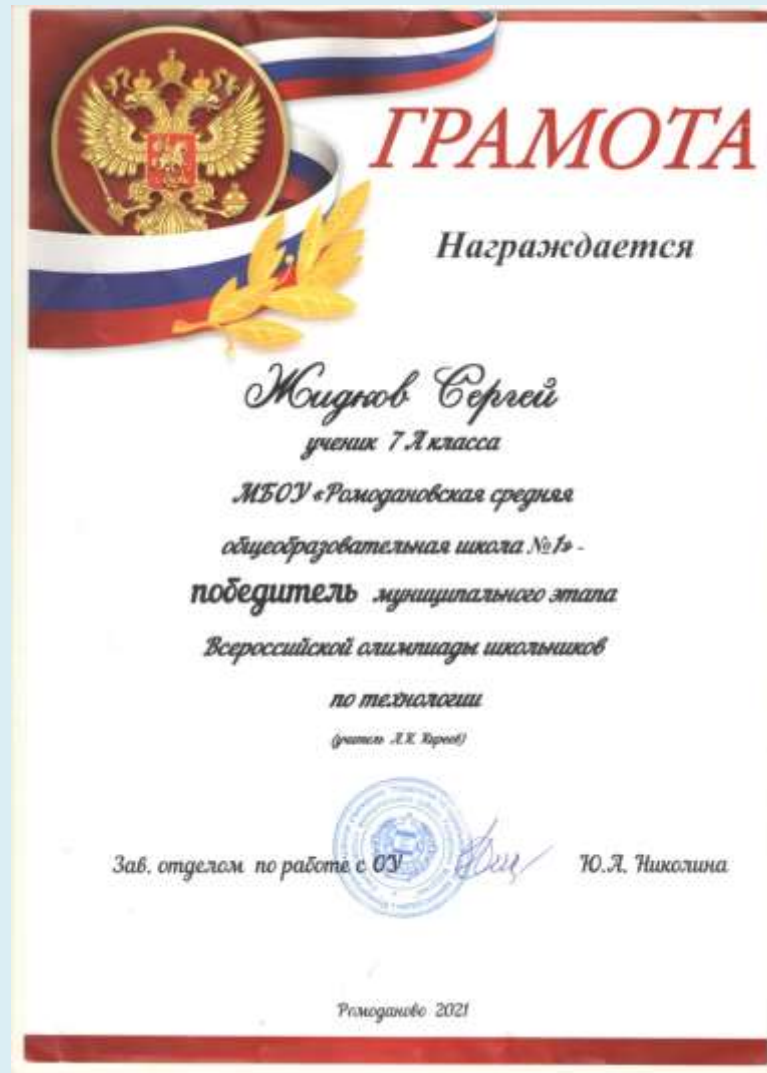 ГРАМОТА
Награждается
Жидков Сергей
ученик 7 А класса
МБОУ «Ромодановская средняя
общеобразовательная школа №1» -
победитель муниципального этапа
Всероссийской олимпиады школьников
по технологии
(учитель
Зав. отделом по работе с ОУ Ю.А. Николина
Ромоданово 2021